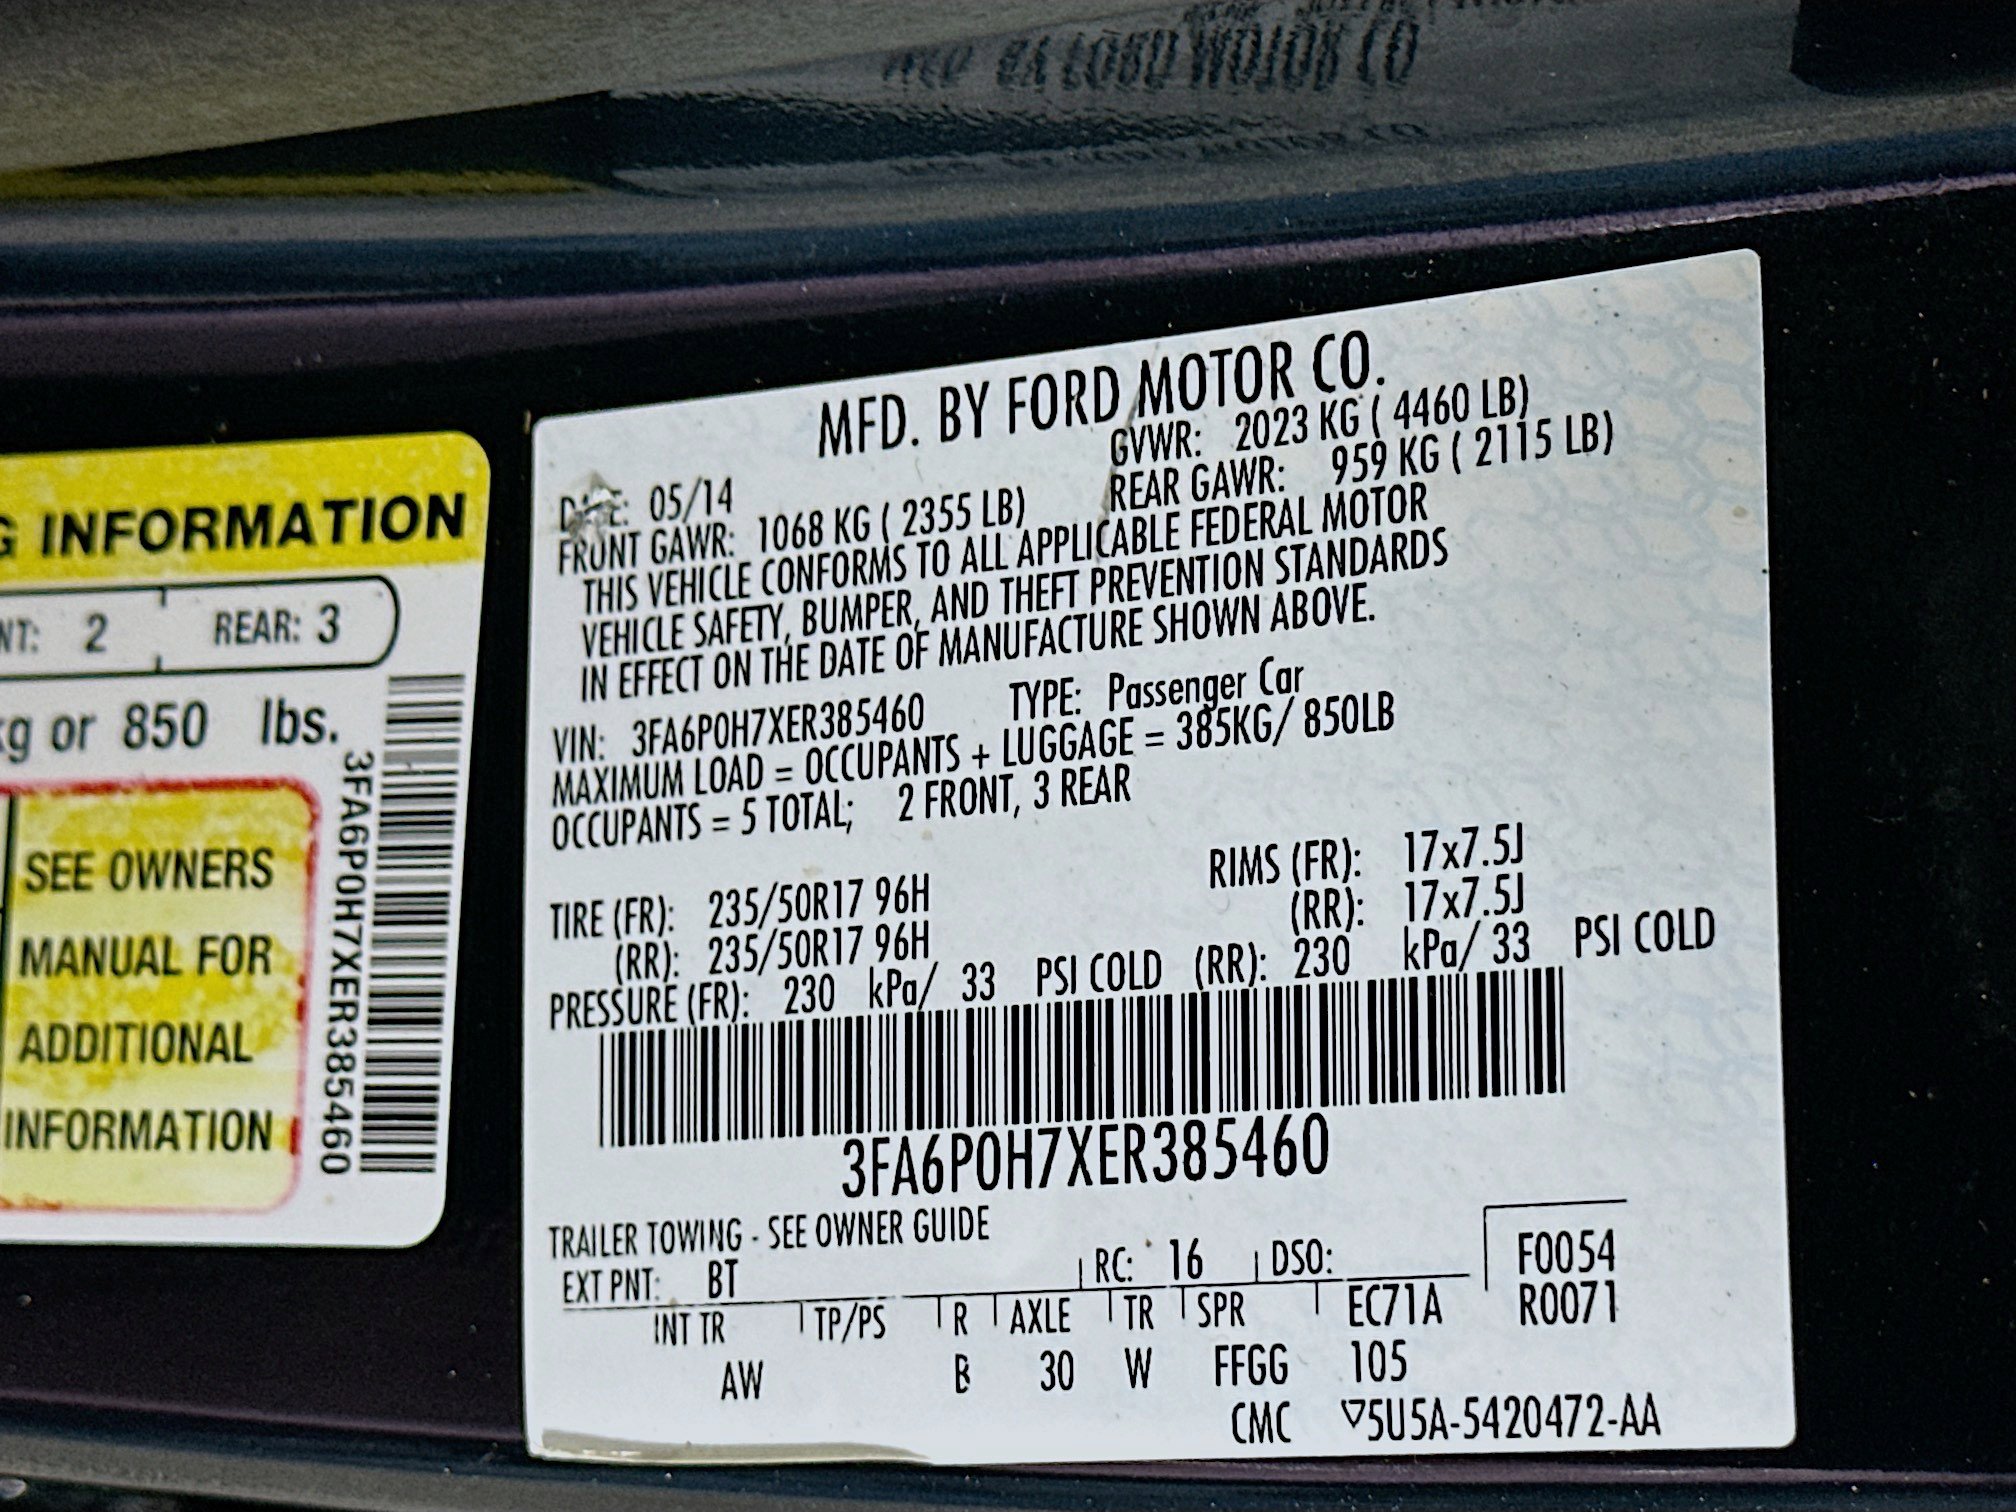 MFD. BY FORD MOTOR CO.
DATE: 05/14 GVWR: 2023 KG ( 4460 LB)
FRONT GAWR: 1068 KG ( 2355 LB) REAR GAWR: 959 KG ( 2115 LB)
THIS VEHICLE CONFORMS TO ALL APPLICABLE FEDERAL MOTOR
VEHICLE SAFETY, BUMPER, AND THEFT PREVENTION STANDARDS
IN EFFECT ON THE DATE OF MANUFACTURE SHOWN ABOVE.
VIN: 3FA6P0H7XER385460 TYPE: Passenger Car
MAXIMUM LOAD = OCCUPANTS + LUGGAGE = 385KG/ 850LB
OCCUPANTS = 5 TOTAL; 2 FRONT, 3 REAR
TIRE (FR): 235/50R17 96H RIMS (FR): 17x7.5J
(RR): 235/50R17 96H (RR): 17x7.5J
PRESSURE (FR): 230 kPa/ 33 PSI COLD (RR): 230 kPa/ 33 PSI COLD
3FA6P0H7XER385460
TRAILER TOWING - SEE OWNER GUIDE
EXT PNT: BT RC: 16 DSO: F0054
INT TR TP/PS R AXLE TR SPR EC71A R0071
AW B 30 W FFGG 105
CMC ▽5U5A-5420472-AA
G INFORMATION
NT: 2 REAR: 3
kg or 850 lbs.
SEE OWNERS
MANUAL FOR
ADDITIONAL
INFORMATION
3FA6P0H7XER385460